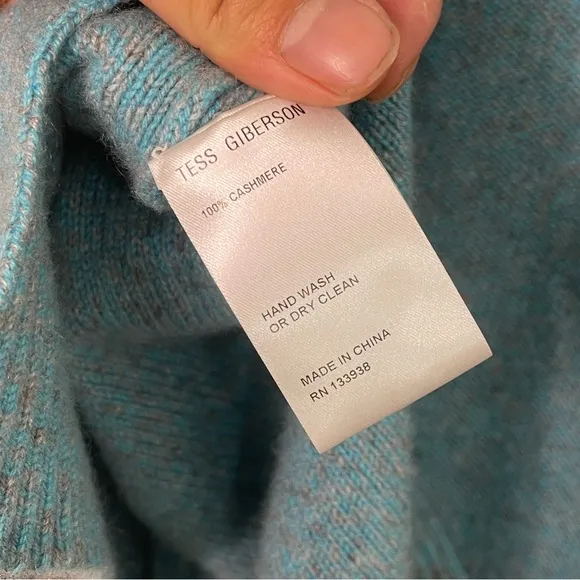 TESS GIBERSON
100% CASHMERE
HAND WASH
OR DRY CLEAN
MADE IN CHINA
RN 133938